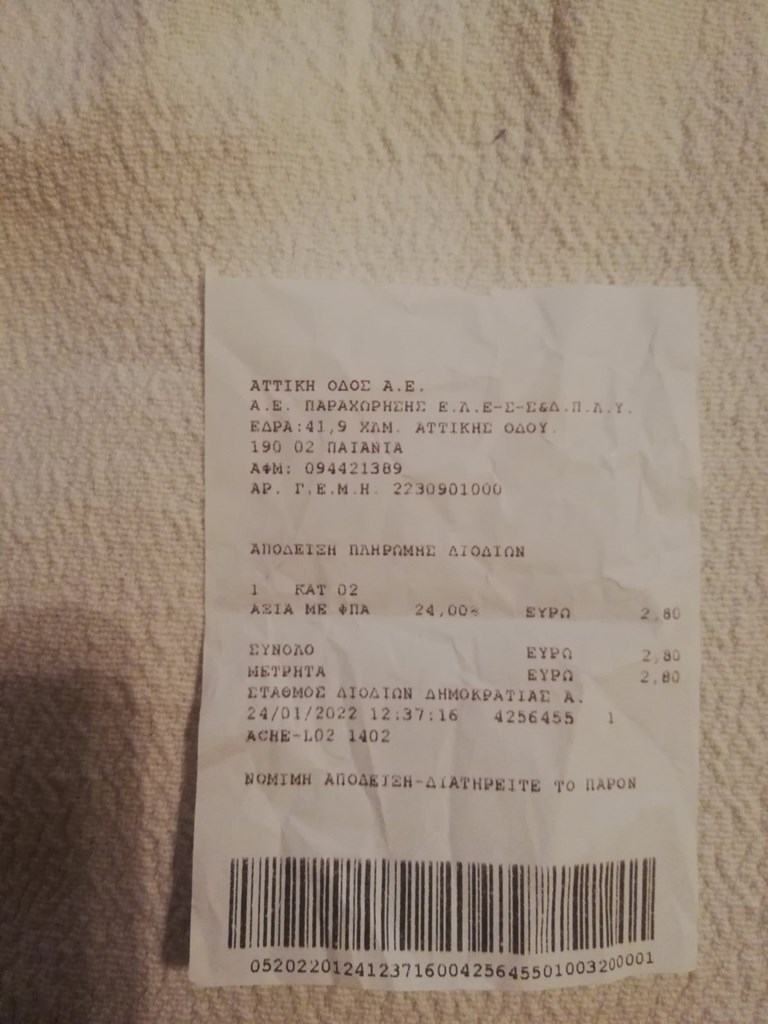 ΑΤΤΙΚΗ ΟΔΟΣ Α.Ε.
Α.Ε. ΠΑΡΑΧΩΡΗΣΗΣ Ε.Λ.Ε-Σ-Σ&Δ.Π.Λ.Υ.
ΕΔΡΑ:41,9 ΧΛΜ. ΑΤΤΙΚΗΣ ΟΔΟΥ.
190 02 ΠΑΙΑΝΙΑ
ΑΦΜ: 094421389
ΑΡ. Γ.Ε.Μ.Η. 2230901000
ΑΠΟΔΕΙΞΗ ΠΛΗΡΩΜΗΣ ΔΙΟΔΙΩΝ
1 ΚΑΤ 02
ΑΞΙΑ ΜΕ ΦΠΑ 24,00% ΕΥΡΩ 2,80
ΣΥΝΟΛΟ ΕΥΡΩ 2,80
ΜΕΤΡΗΤΑ ΕΥΡΩ 2,80
ΣΤΑΘΜΟΣ ΔΙΟΔΙΩΝ ΔΗΜΟΚΡΑΤΙΑΣ Α.
24/01/2022 12:37:16 4256455 1
ACHE-L02 1402
ΝΟΜΙΜΗ ΑΠΟΔΕΙΞΗ-ΔΙΑΤΗΡΕΙΤΕ ΤΟ ΠΑΡΟΝ
05202201241237160042564550100320​0001